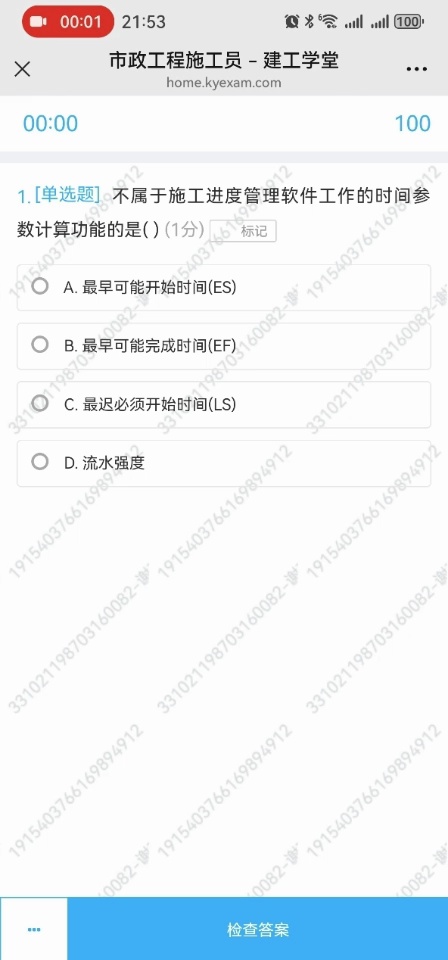 00:01 21:53 100
市政工程施工员 – 建工学堂
home.kyexam.com
00:00 100
1.[单选题] 不属于施工进度管理软件工作的时间参
数计算功能的是( ) (1分) 标记
A. 最早可能开始时间(ES)
B. 最早可能完成时间(EF)
C. 最迟必须开始时间(LS)
D. 流水强度
检查答案